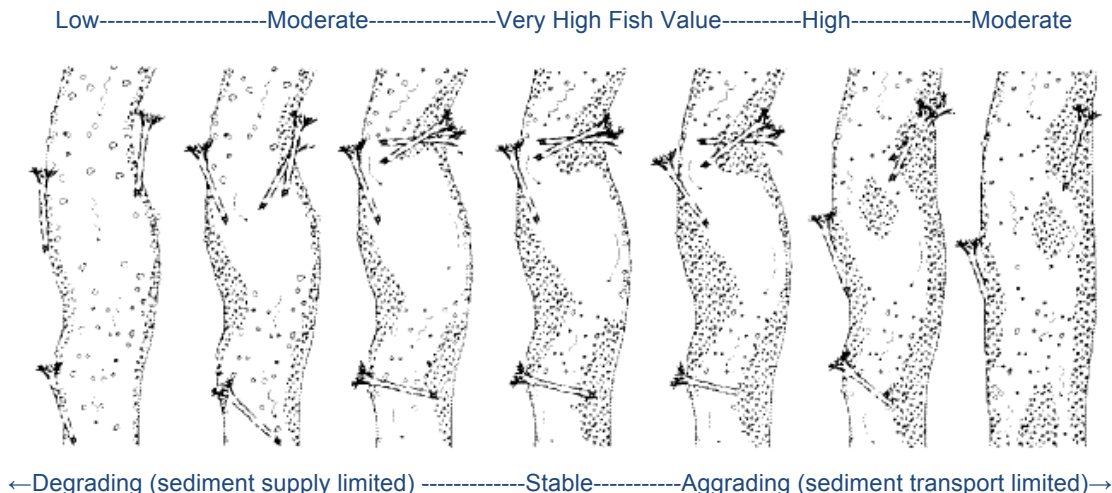 Low---------------------Moderate----------------Very High Fish Value----------High---------------Moderate
←Degrading (sediment supply limited) -------------Stable-----------Aggrading (sediment transport limited)→